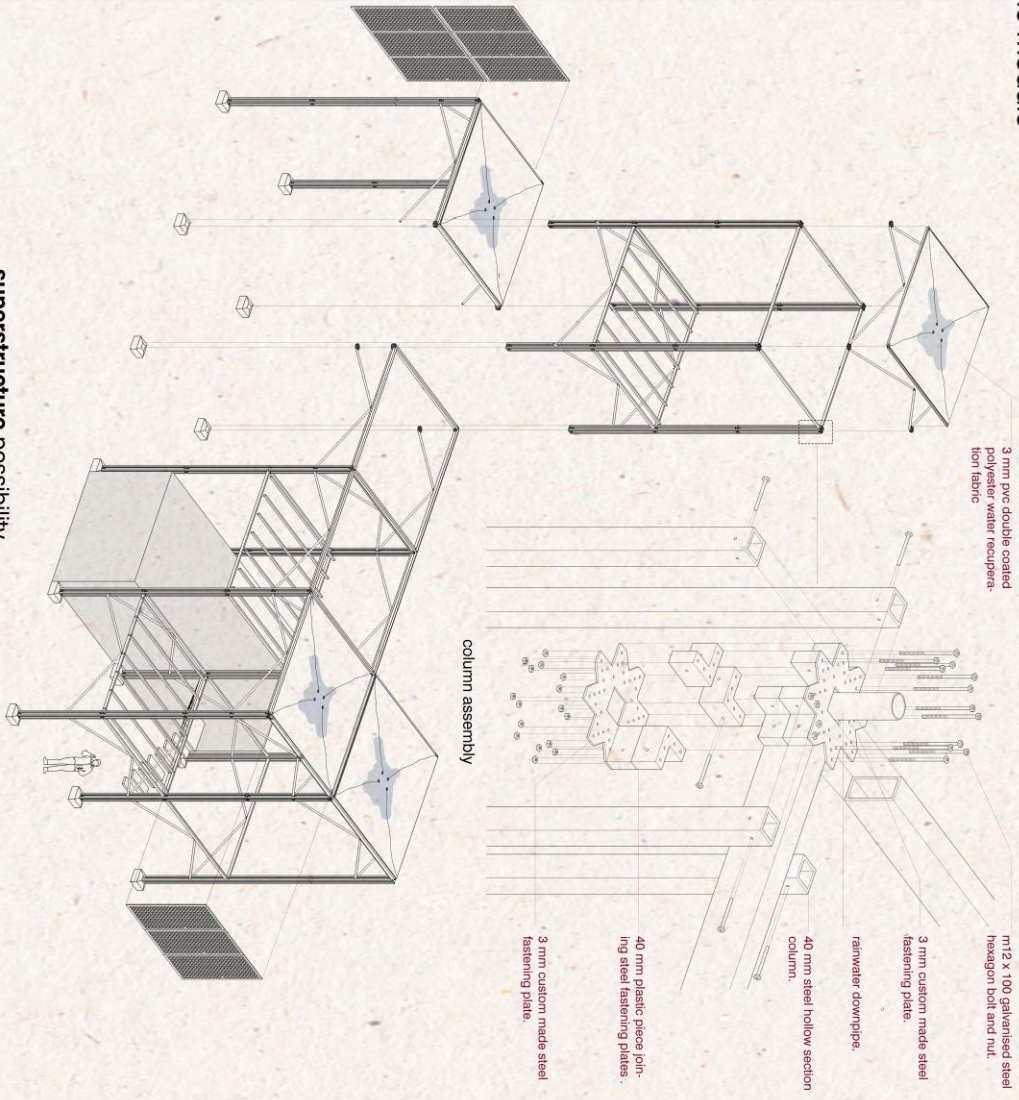 3 mm pvc double coated
polyester water recupera-
tion fabric
m12 x 100 galvanised steel
hexagon bolt and nut.
3 mm custom made steel
fastening plate.
rainwater downpipe.
40 mm steel hollow section
column.
40 mm plastic piece join-
ing steel fastening plates .
3 mm custom made steel
fastening plate.
column assembly
superstructure possibility